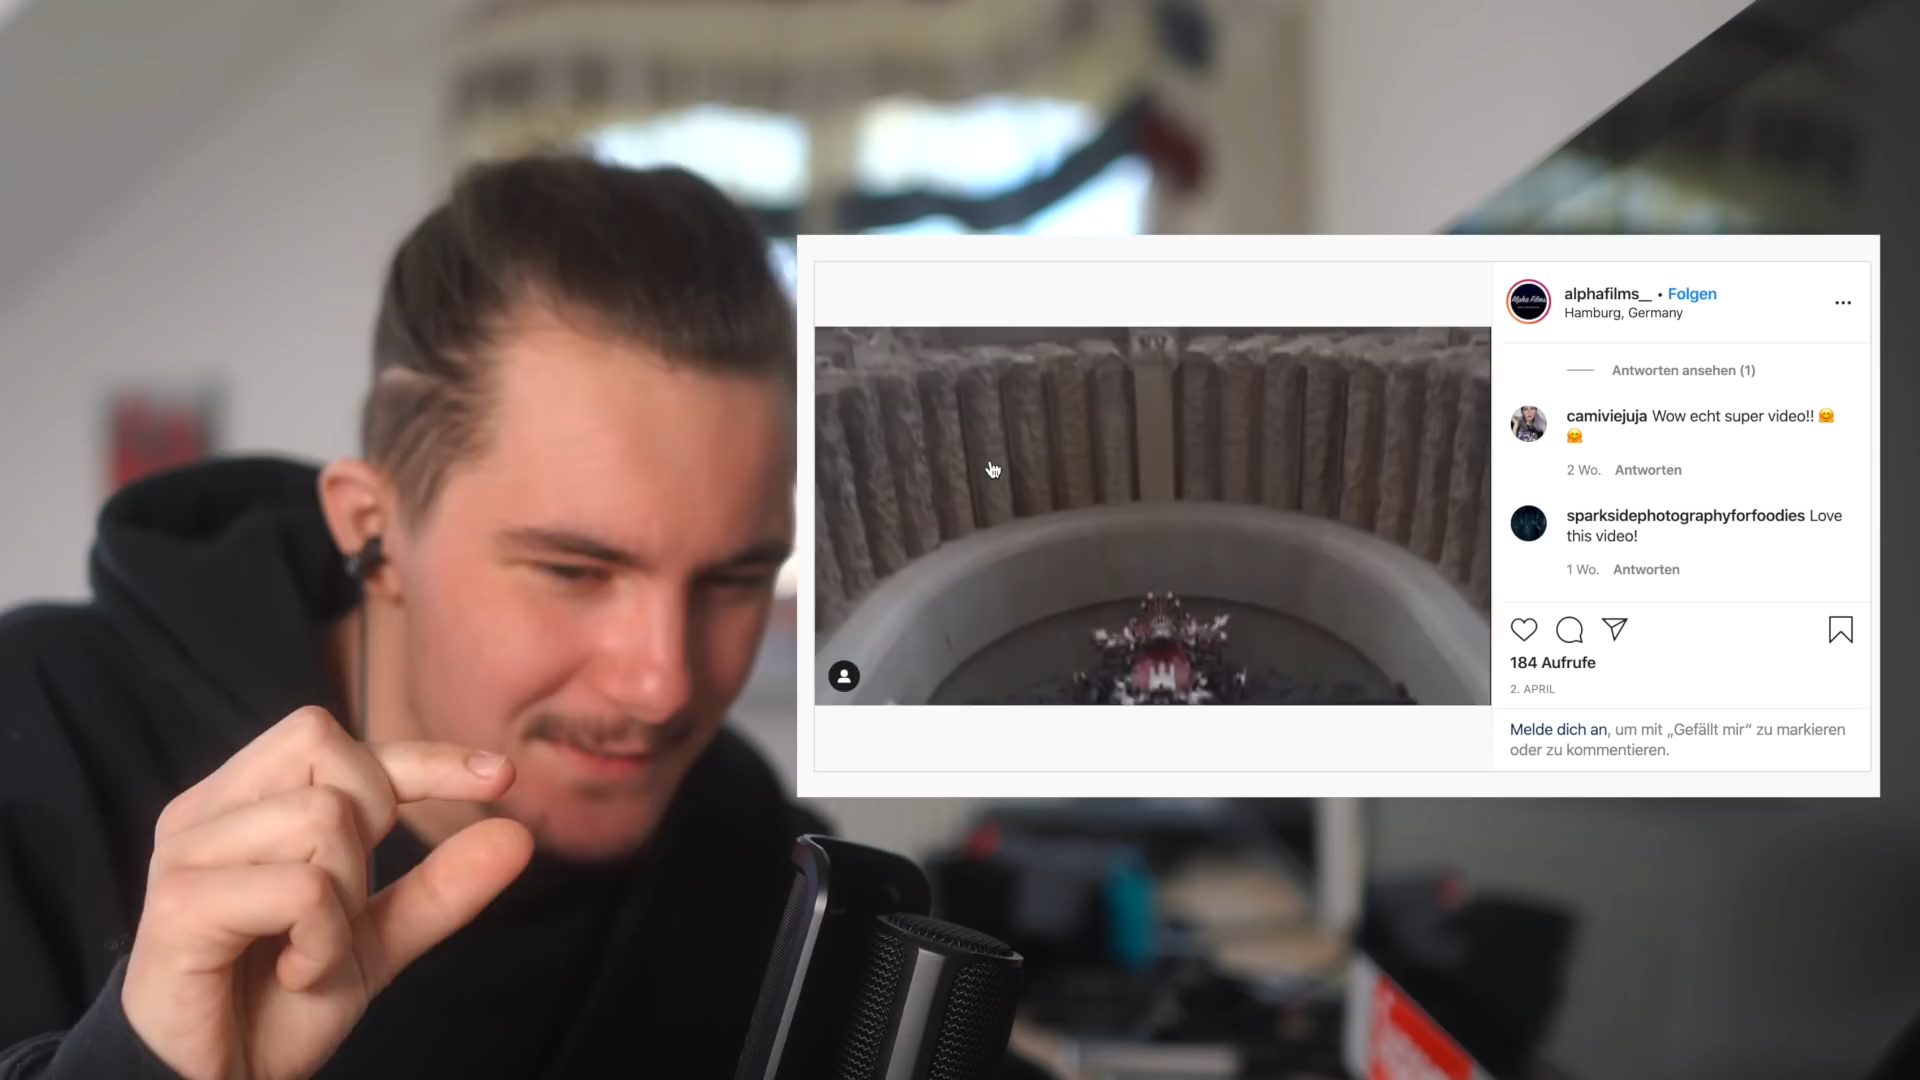 alphafilms__ • Folgen
Hamburg, Germany
Antworten ansehen (1)
camiviejuja Wow echt super video!! 🤗
🤗
2 Wo. Antworten
sparksidephotographyforfoodies Love
this video!
1 Wo. Antworten
184 Aufrufe
2. APRIL
Melde dich an, um mit „Gefällt mir“ zu markieren
oder zu kommentieren.